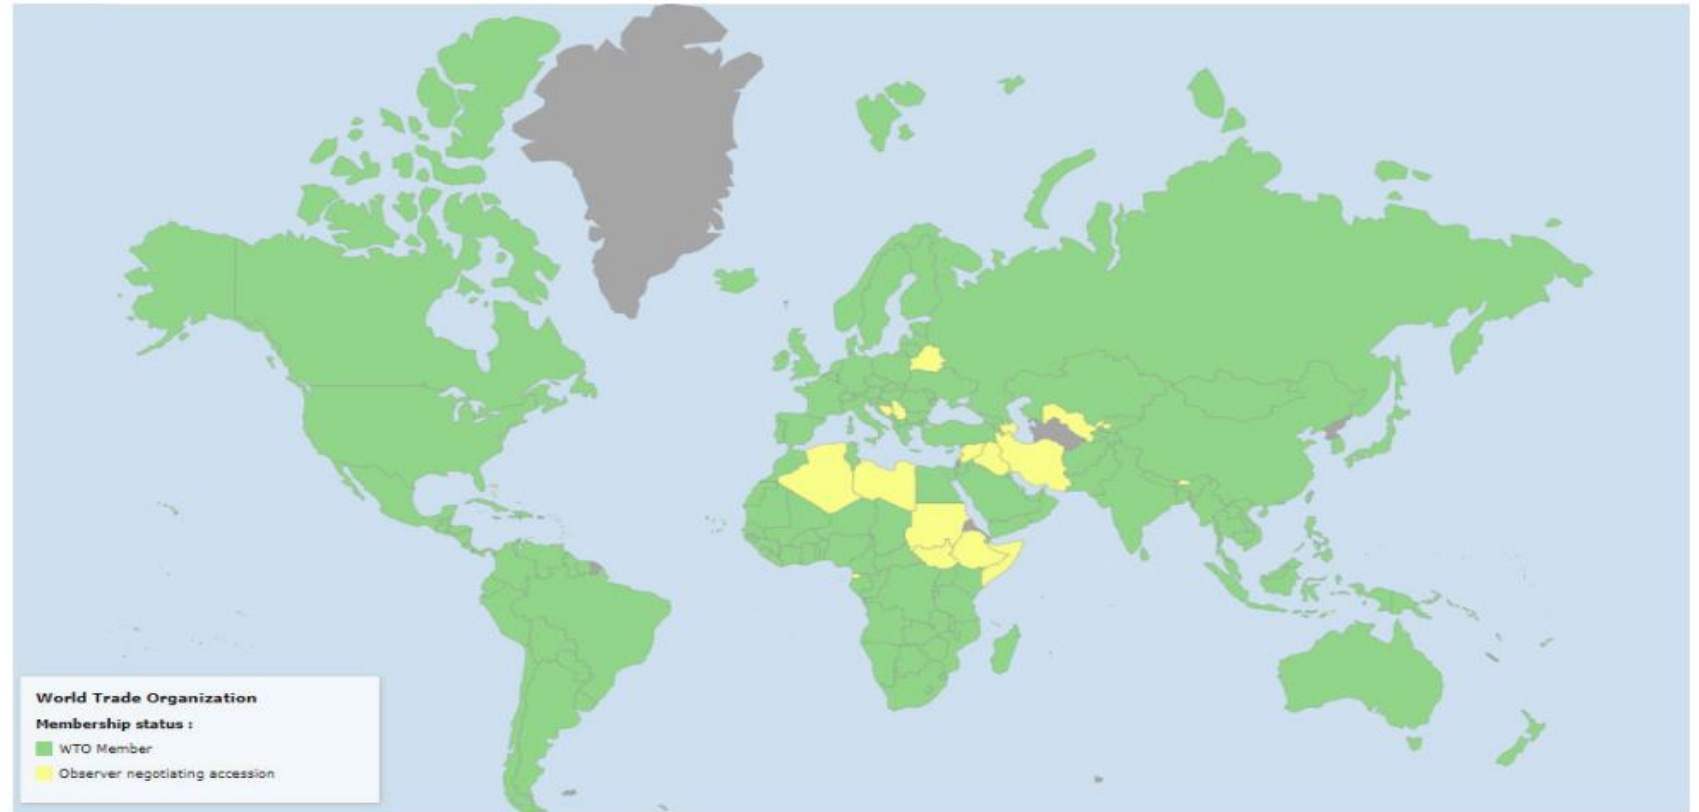 World Trade Organization
Membership status :
WTO Member
Observer negotiating accession